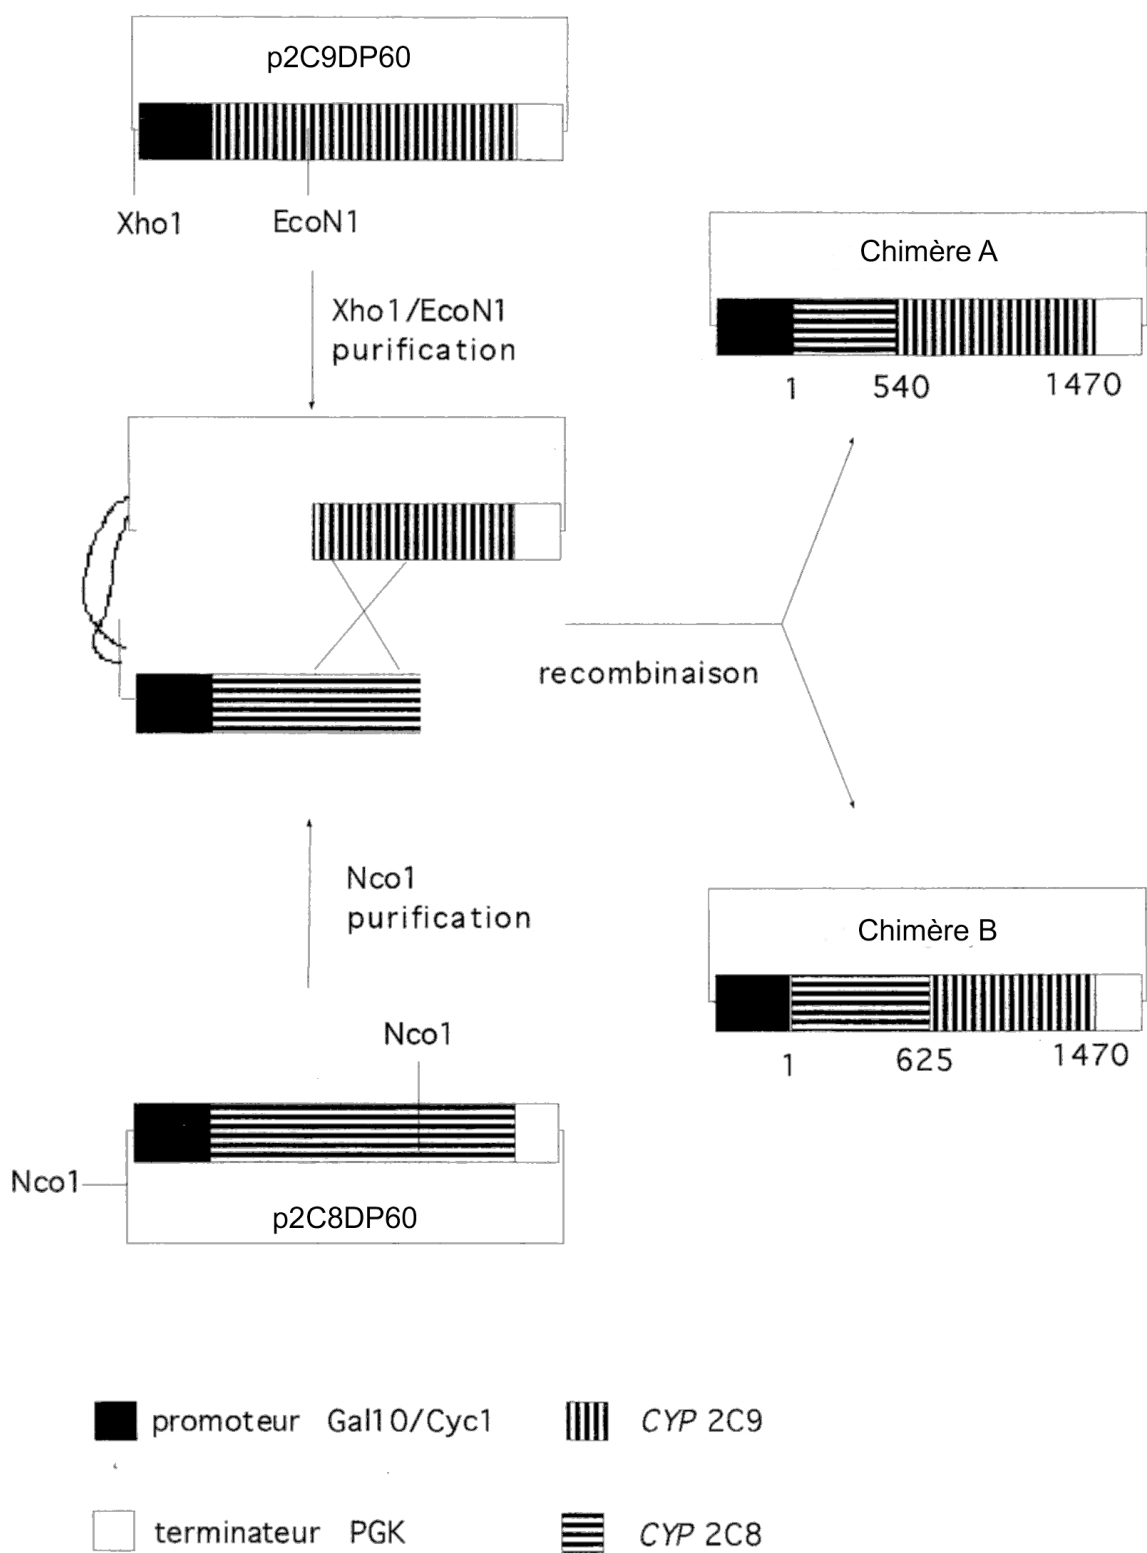 p2C9DP60
Xho1
EcoN1
Xho1/EcoN1
purification
Chimère A
1
540
1470
recombinaison
Nco1
purification
Chimère B
1
625
1470
Nco1
Nco1
p2C8DP60
promoteur Gal10/Cyc1
CYP 2C9
terminateur PGK
CYP 2C8